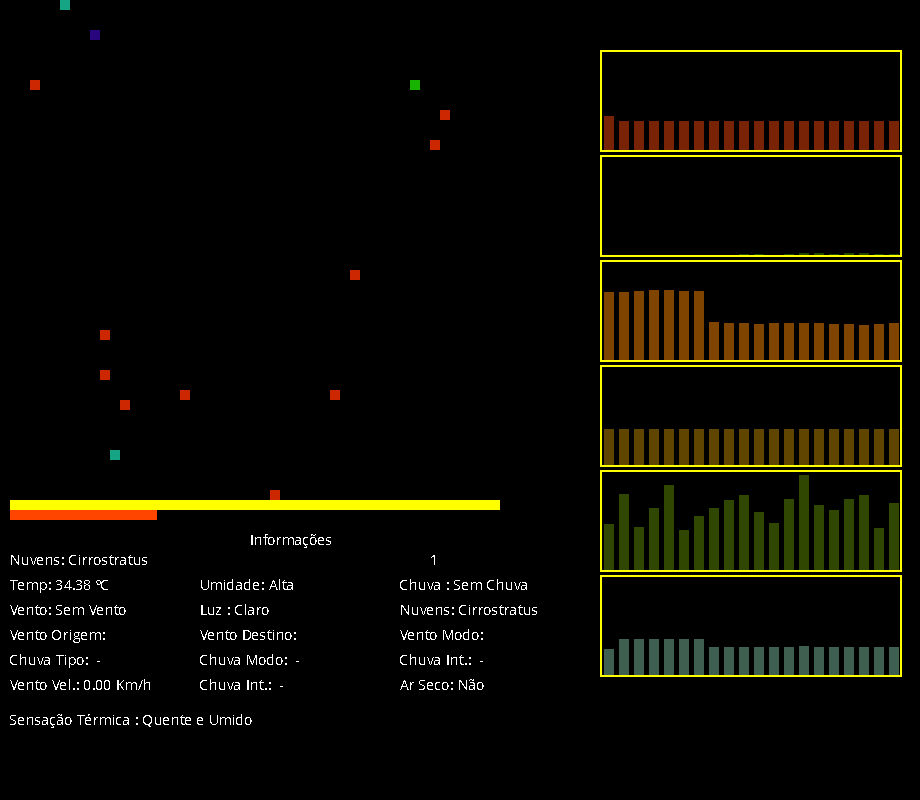 Informações
Nuvens: Cirrostratus 1
Temp: 34.38 ºC Umidade: Alta Chuva : Sem Chuva
Vento: Sem Vento Luz : Claro Nuvens: Cirrostratus
Vento Origem: Vento Destino: Vento Modo:
Chuva Tipo: - Chuva Modo: - Chuva Int.: -
Vento Vel.: 0.00 Km/h Chuva Int.: - Ar Seco: Não
Sensação Térmica : Quente e Umido